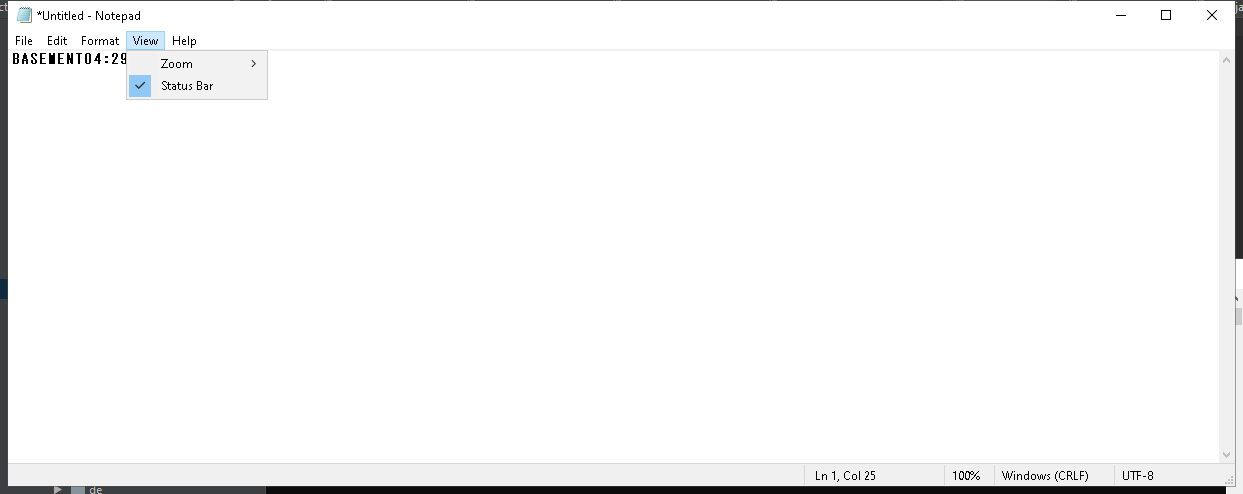 *Untitled - Notepad
File Edit Format View Help
BASEMENT04:29
Zoom
Status Bar
Ln 1, Col 25
100%
Windows (CRLF)
UTF-8
de